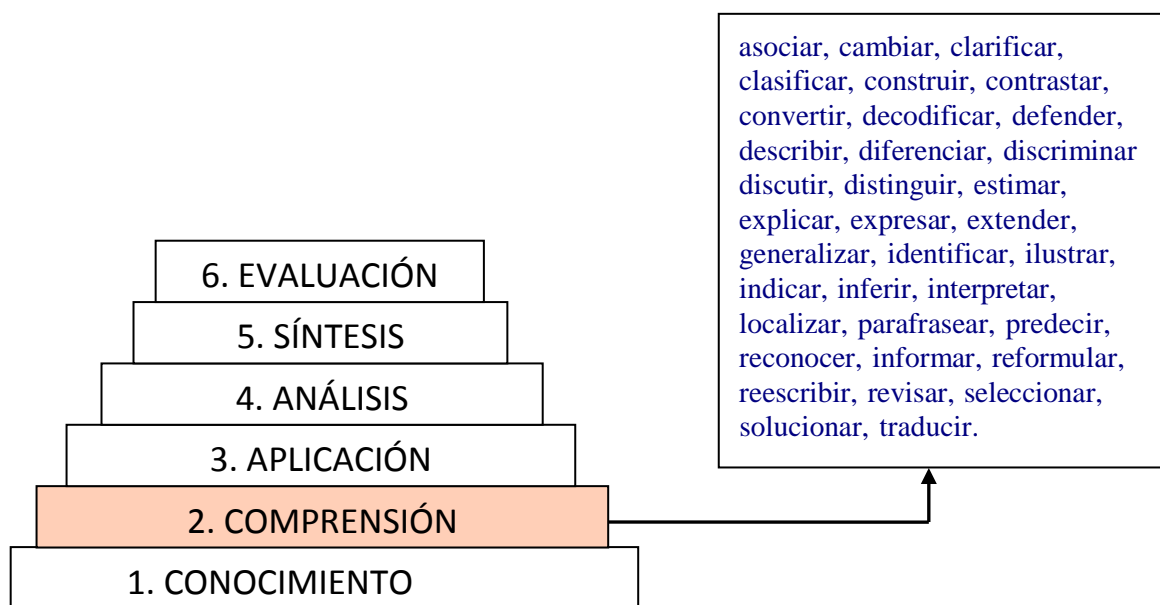 asociar, cambiar, clarificar,
clasificar, construir, contrastar,
convertir, decodificar, defender,
describir, diferenciar, discriminar
discutir, distinguir, estimar,
explicar, expresar, extender,
generalizar, identificar, ilustrar,
indicar, inferir, interpretar,
localizar, parafrasear, predecir,
reconocer, informar, reformular,
reescribir, revisar, seleccionar,
solucionar, traducir.
6. EVALUACIÓN
5. SÍNTESIS
4. ANÁLISIS
3. APLICACIÓN
2. COMPRENSIÓN
1. CONOCIMIENTO